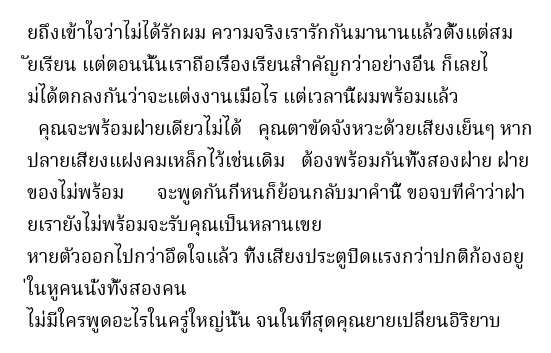 ยถึงเข้าใจว่าไม่ได้รักผม ความจริงเรารักกันมานานแล้วตั้งแต่สม
ัยเรียน แต่ตอนนั้นเราถือเรื่องเรียนสำคัญกว่าอย่างอื่น ก็เลยไ
ม่ได้ตกลงกันว่าจะแต่งงานเมื่อไร แต่เวลานี้ผมพร้อมแล้ว
คุณจะพร้อมฝ่ายเดียวไม่ได้ คุณตาขัดจังหวะด้วยเสียงเย็นๆ หาก
ปลายเสียงแฝงคมเหล็กไว้เช่นเดิม ต้องพร้อมกันทั้งสองฝ่าย ฝ่าย
ของไม่พร้อม จะพูดกันกี่หนก็ย้อนกลับมาคำนี้ ขอจบที่คำว่าฝ่า
ยเรายังไม่พร้อมจะรับคุณเป็นหลานเขย
หายตัวออกไปกว่าอึดใจแล้ว ทิ้งเสียงประตูปิดแรงกว่าปกติก้องอยู
่ในหูคนนั่งทั้งสองคน
ไม่มีใครพูดอะไรในครู่ใหญ่นั้น จนในที่สุดคุณยายเปลี่ยนอิริยาบ